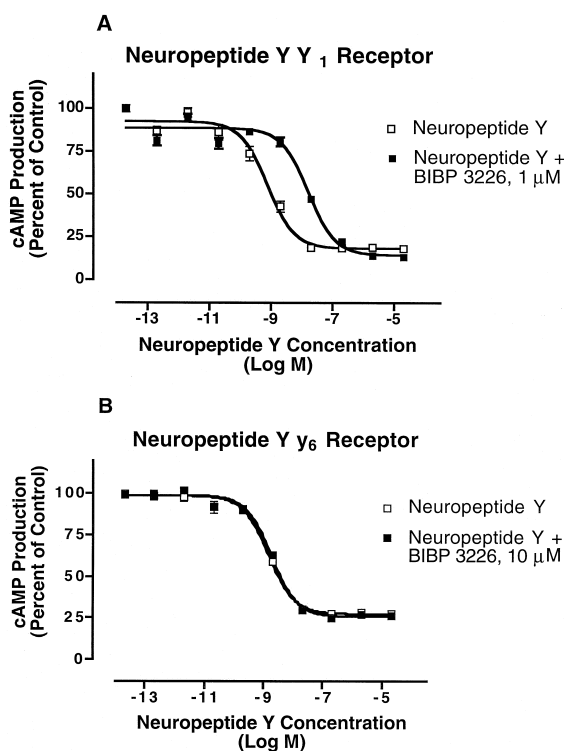 A
Neuropeptide Y Y 1 Receptor
100
75
50
25
0
cAMP Production
(Percent of Control)
Neuropeptide Y
Neuropeptide Y +
BIBP 3226, 1 µM
-13 -11 -9 -7 -5
Neuropeptide Y Concentration
(Log M)
B
Neuropeptide Y y6 Receptor
100
75
50
25
0
cAMP Production
(Percent of Control)
Neuropeptide Y
Neuropeptide Y +
BIBP 3226, 10 µM
-13 -11 -9 -7 -5
Neuropeptide Y Concentration
(Log M)